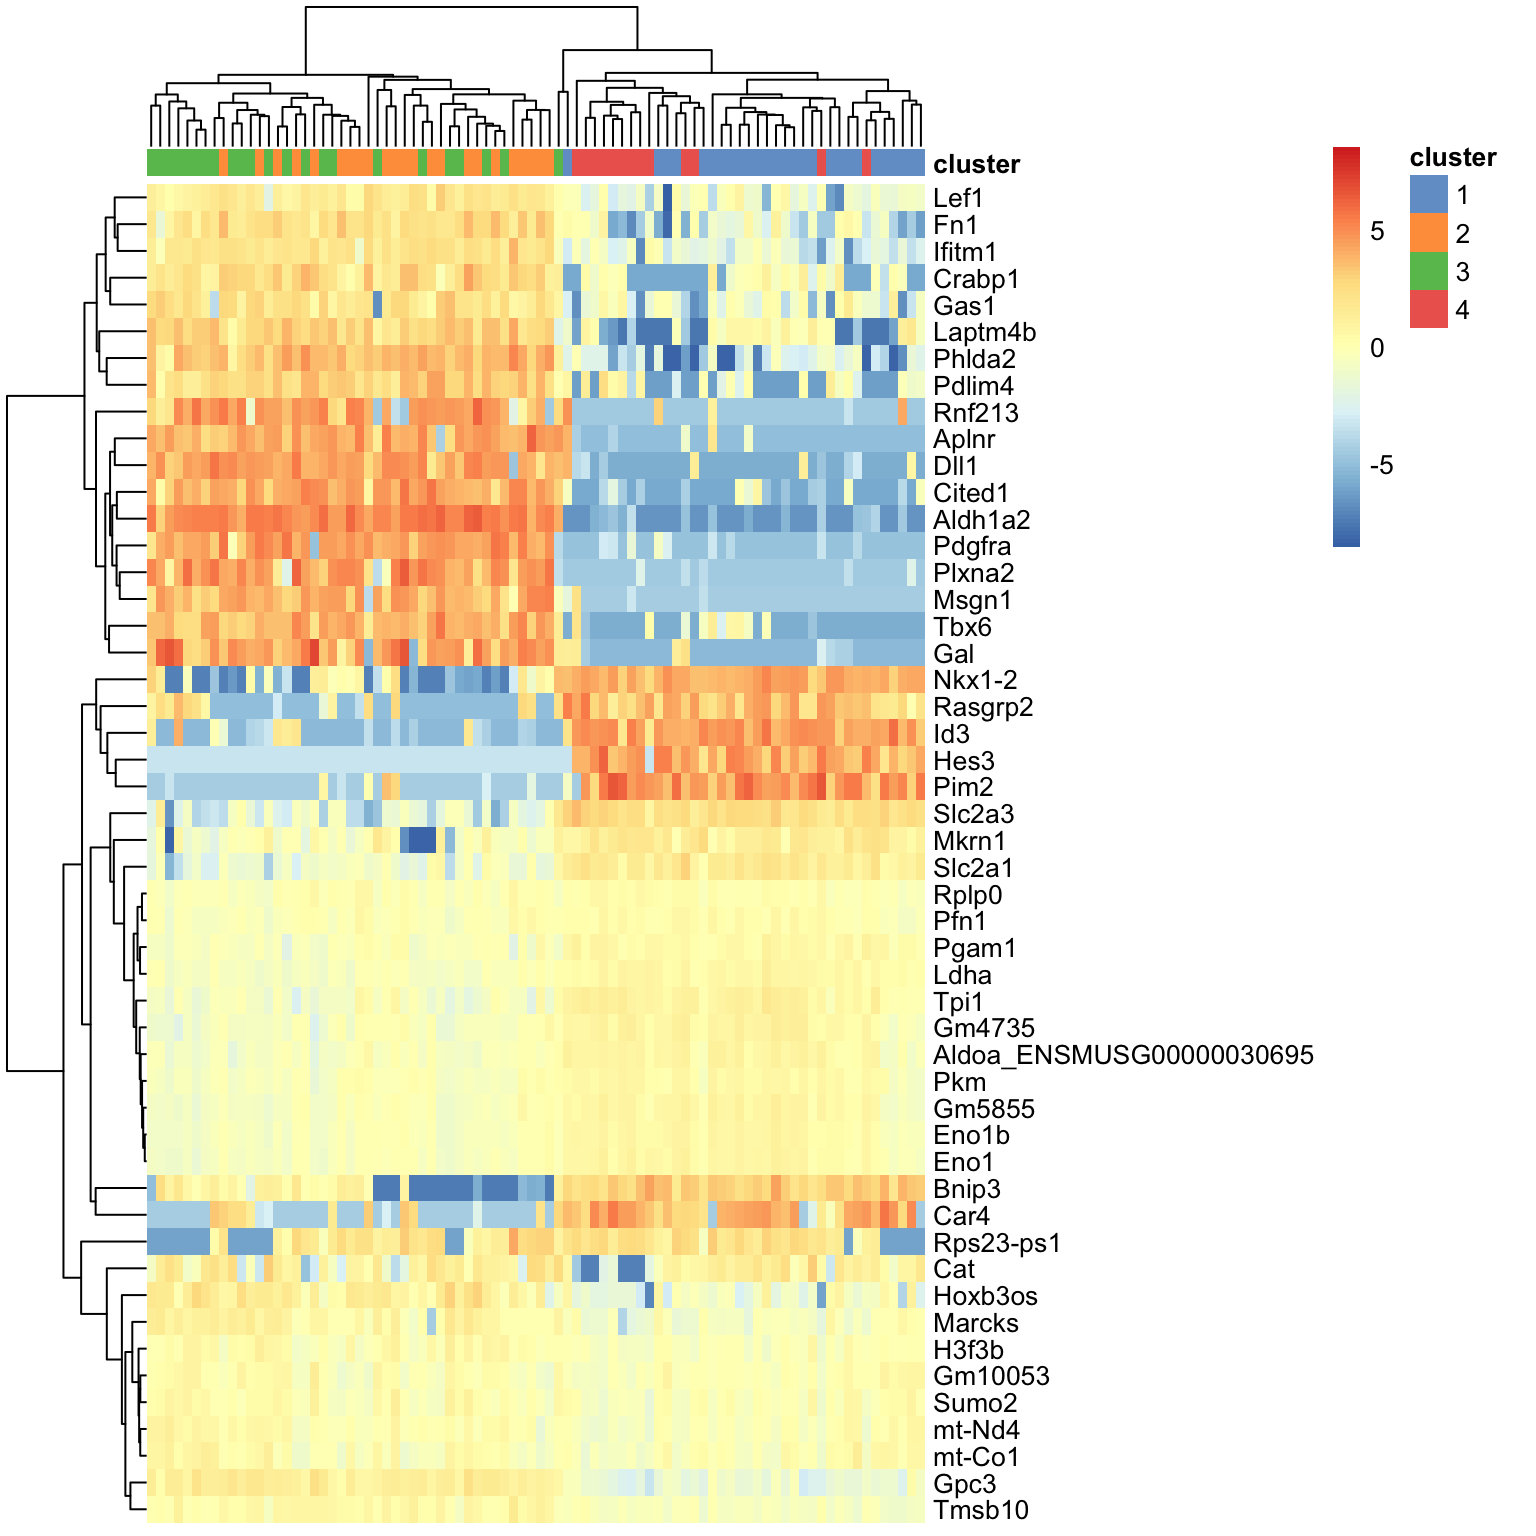 cluster
Lef1
Fn1
Ifitm1
Crabp1
Gas1
Laptm4b
Phlda2
Pdlim4
Rnf213
Aplnr
Dll1
Cited1
Aldh1a2
Pdgfra
Plxna2
Msgn1
Tbx6
Gal
Nkx1-2
Rasgrp2
Id3
Hes3
Pim2
Slc2a3
Mkrn1
Slc2a1
Rplp0
Pfn1
Pgam1
Ldha
Tpi1
Gm4735
Aldoa_ENSMUSG00000030695
Pkm
Gm5855
Eno1b
Eno1
Bnip3
Car4
Rps23-ps1
Cat
Hoxb3os
Marcks
H3f3b
Gm10053
Sumo2
mt-Nd4
mt-Co1
Gpc3
Tmsb10
5
0
-5
cluster
1
2
3
4